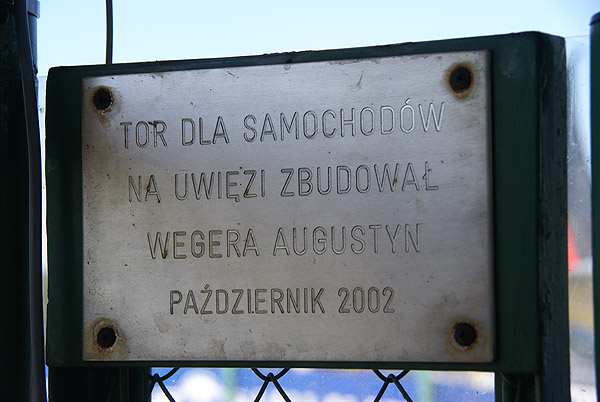 TOR DLA SAMOCHODÓW
NA UWIĘZI ZBUDOWAŁ
WEGERA AUGUSTYN
PAŹDZIERNIK 2002